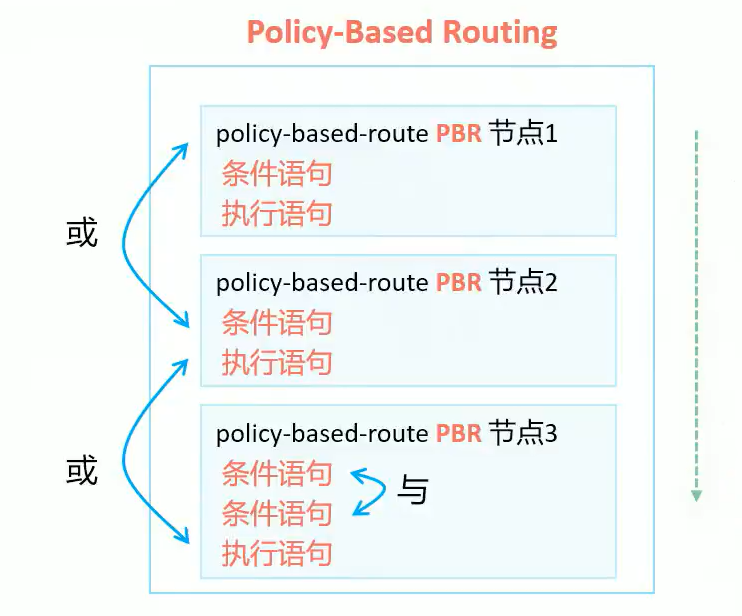 Policy-Based Routing
policy-based-route PBR 节点1
条件语句
执行语句
或
policy-based-route PBR 节点2
条件语句
执行语句
或
policy-based-route PBR 节点3
条件语句
条件语句
与
执行语句